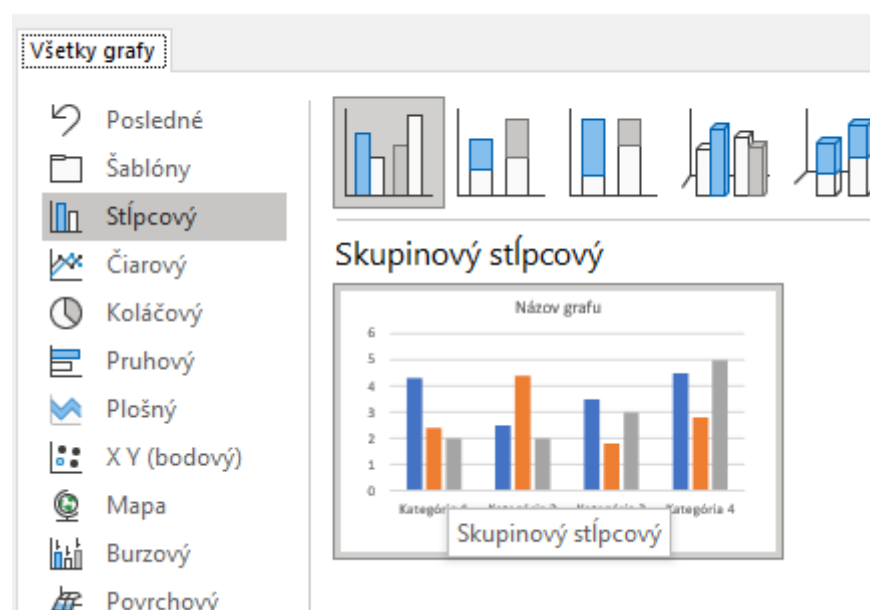 Všetky grafy
Posledné
Šablóny
Stĺpcový
Čiarový
Koláčový
Pruhový
Plošný
X Y (bodový)
Mapa
Burzový
Povrchový
Skupinový stĺpcový
Názov grafu
6
5
4
3
2
1
0
Kategória 4
Skupinový stĺpcový